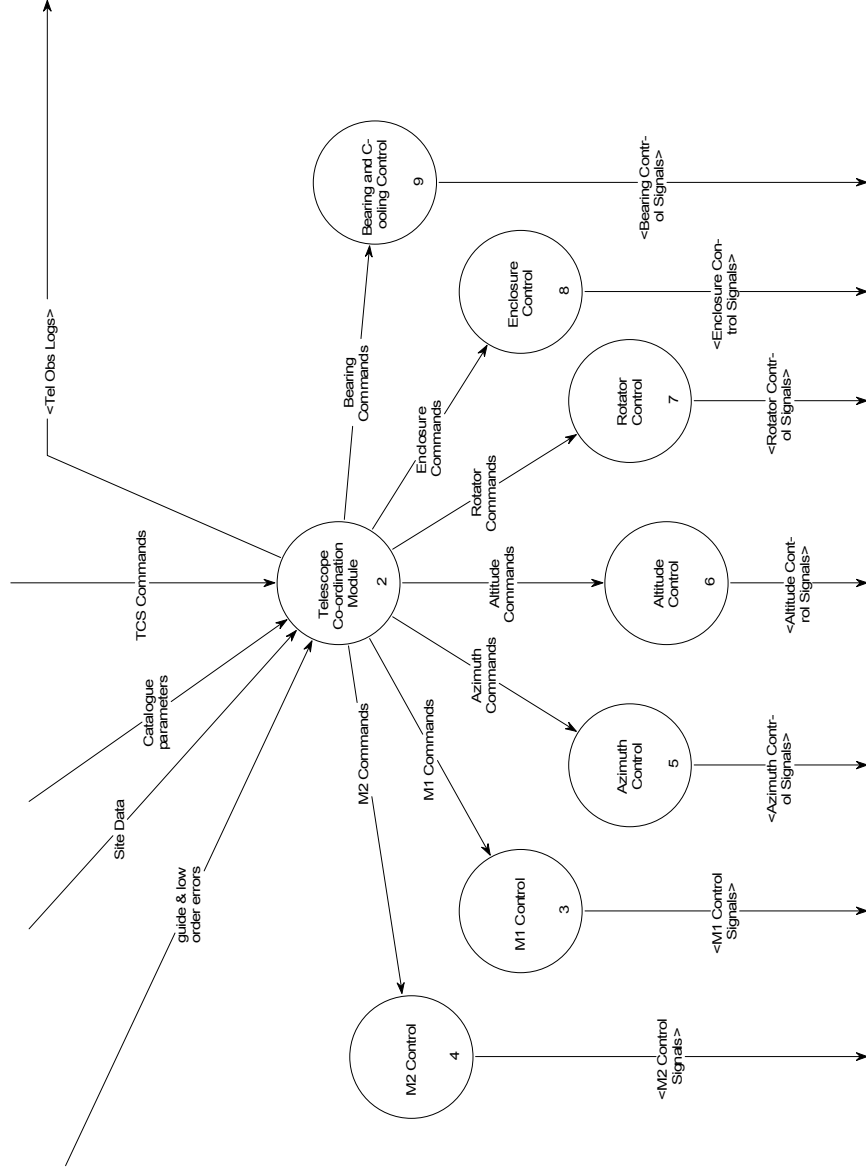 <Tel Obs Logs>
TCS Commands
Catalogue
parameters
Site Data
guide & low
order errors
Telescope
Co-ordination
Module
2
Bearing
Commands
Enclosure
Commands
Rotator
Commands
Altitude
Commands
Azimuth
Commands
M1 Commands
M2 Commands
Bearing and C-
ooling Control
9
Enclosure
Control
8
Rotator
Control
7
Altitude
Control
6
Azimuth
Control
5
M1 Control
3
M2 Control
4
<Bearing Contr-
ol Signals>
<Enclosure Con-
trol Signals>
<Rotator Contr-
ol Signals>
<Altitude Cont-
rol Signals>
<Azimuth Contr-
ol Signals>
<M1 Control
Signals>
<M2 Control
Signals>